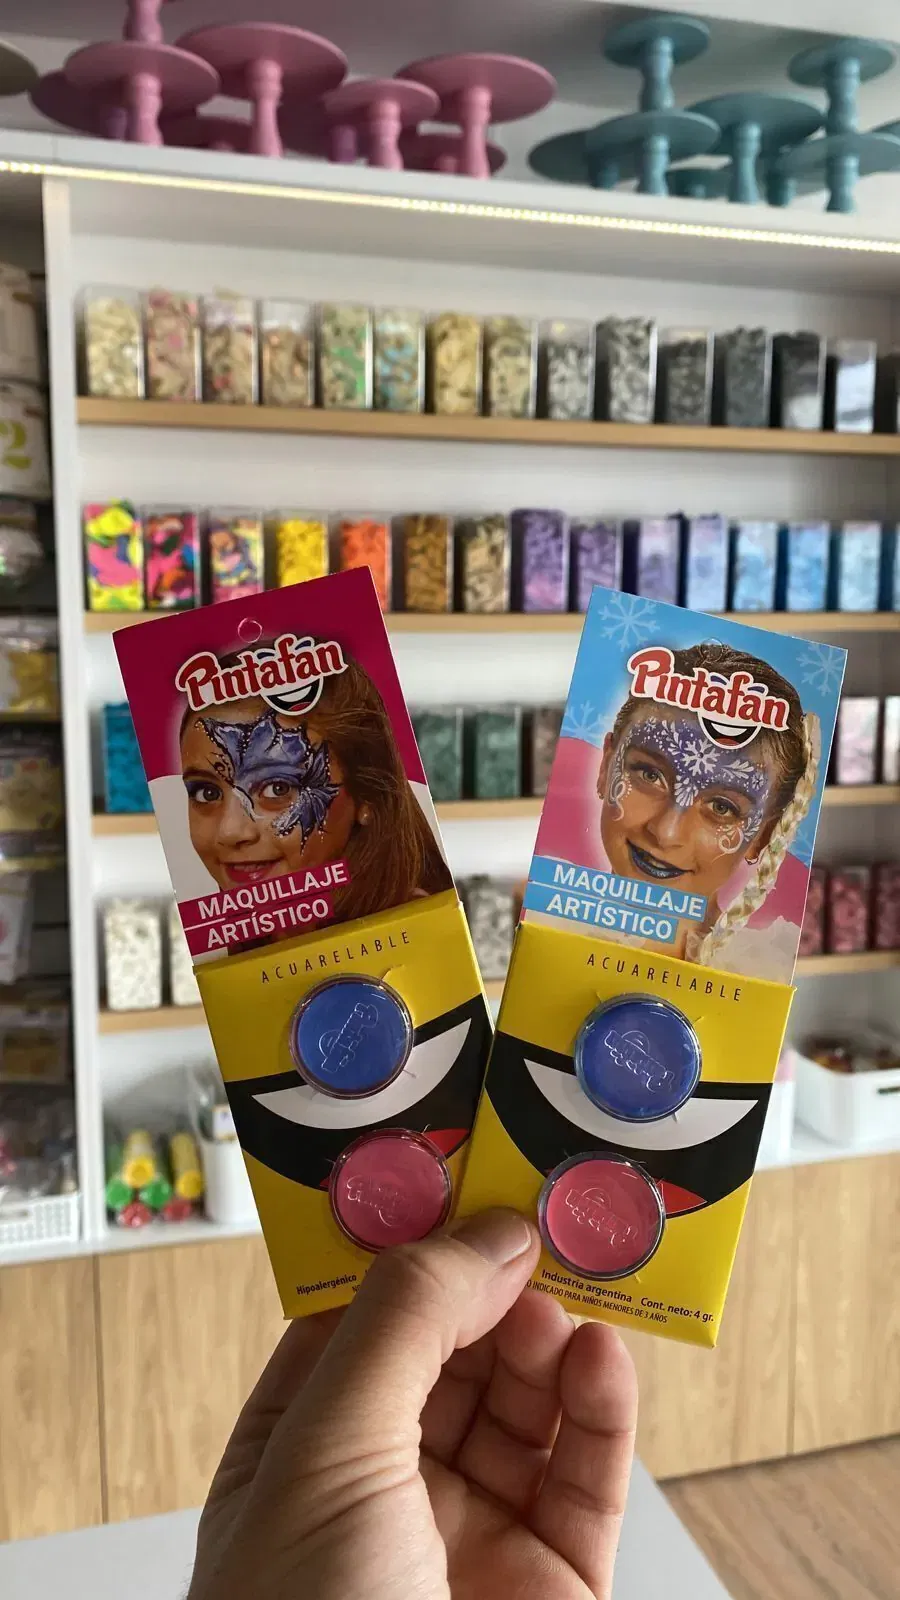 Pintafan
MAQUILLAJE
ARTÍSTICO
ACUARELABLE
Hipoalergénico
Pintafan
MAQUILLAJE
ARTÍSTICO
ACUARELABLE
Industria argentina Cont. neto: 4 gr.
INDICADO PARA NIÑOS MENORES DE 3 AÑOS
2